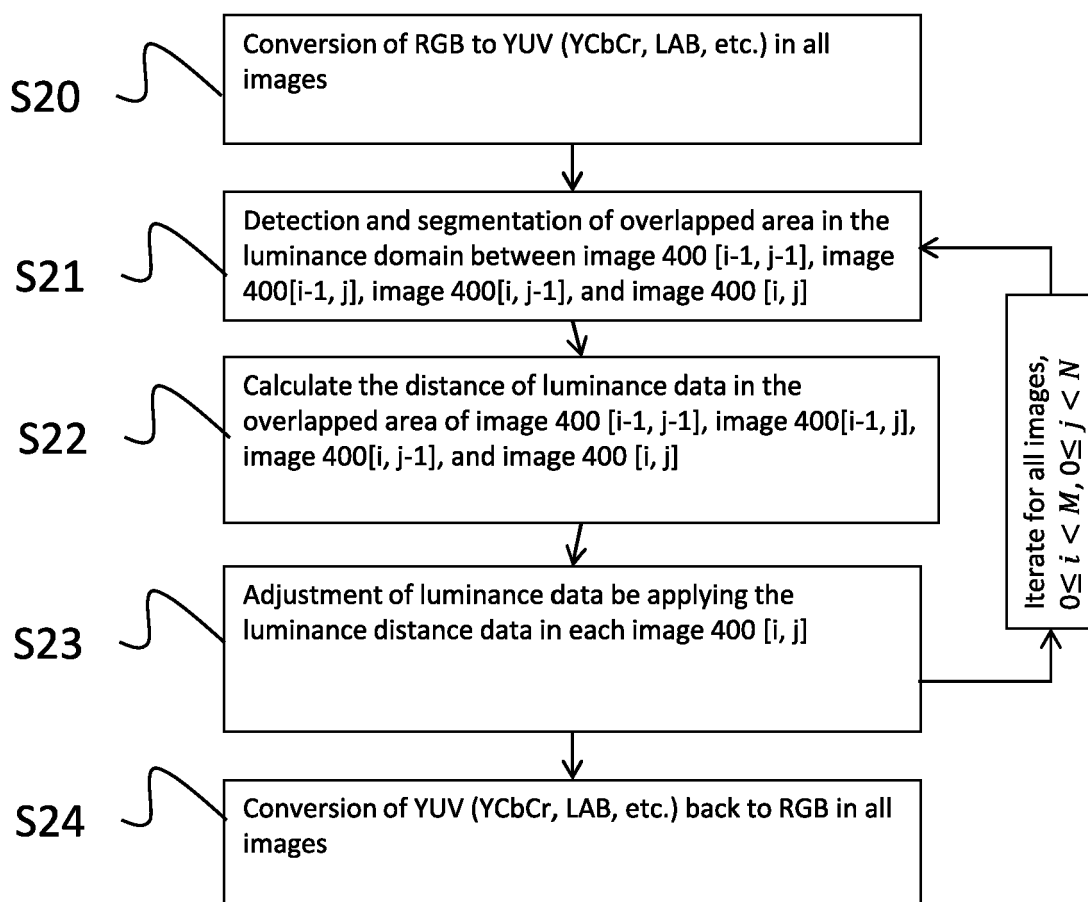 S20
Conversion of RGB to YUV (YCbCr, LAB, etc.) in all
images
S21
Detection and segmentation of overlapped area in the
luminance domain between image 400 [i-1, j-1], image
400[i-1, j], image 400[i, j-1], and image 400 [i, j]
S22
Calculate the distance of luminance data in the
overlapped area of image 400 [i-1, j-1], image 400[i-1, j],
image 400[i, j-1], and image 400 [i, j]
S23
Adjustment of luminance data be applying the
luminance distance data in each image 400 [i, j]
Iterate for all images,
0≤ i < M, 0≤ j < N
S24
Conversion of YUV (YCbCr, LAB, etc.) back to RGB in all
images